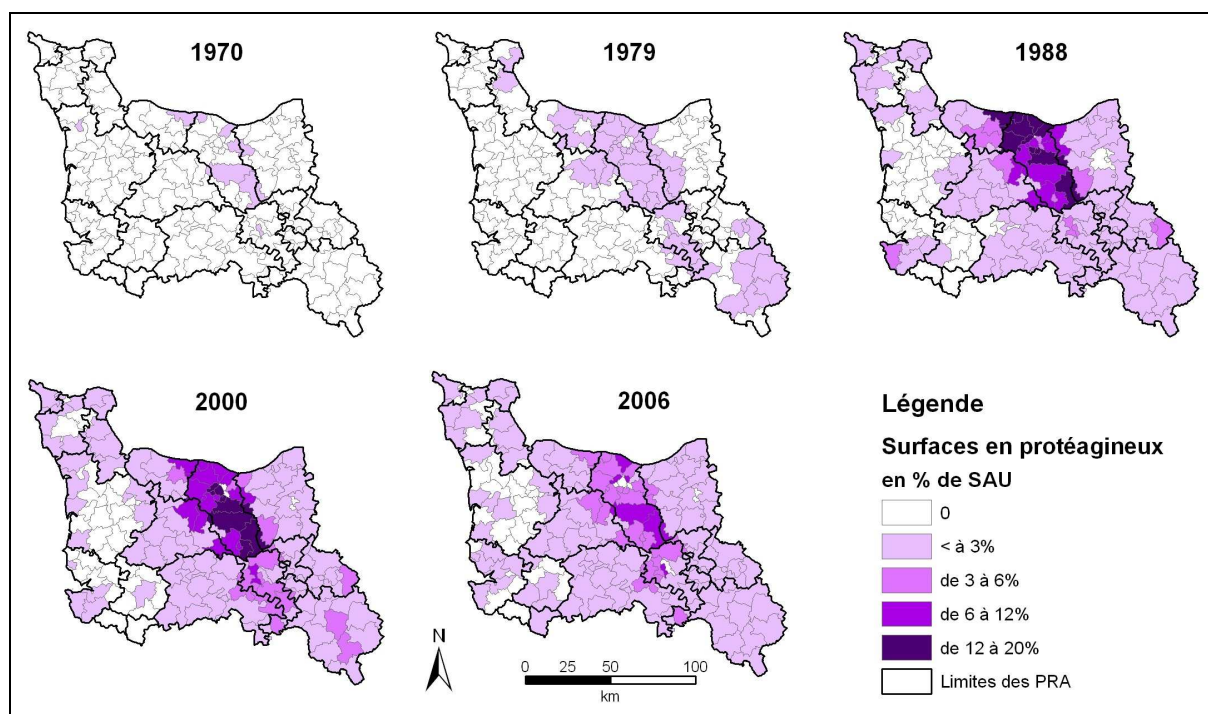 1970
1979
1988
2000
2006
Légende
Surfaces en protéagineux
en % de SAU
0
< à 3%
de 3 à 6%
de 6 à 12%
de 12 à 20%
Limites des PRA
N
0 25 50 100
km